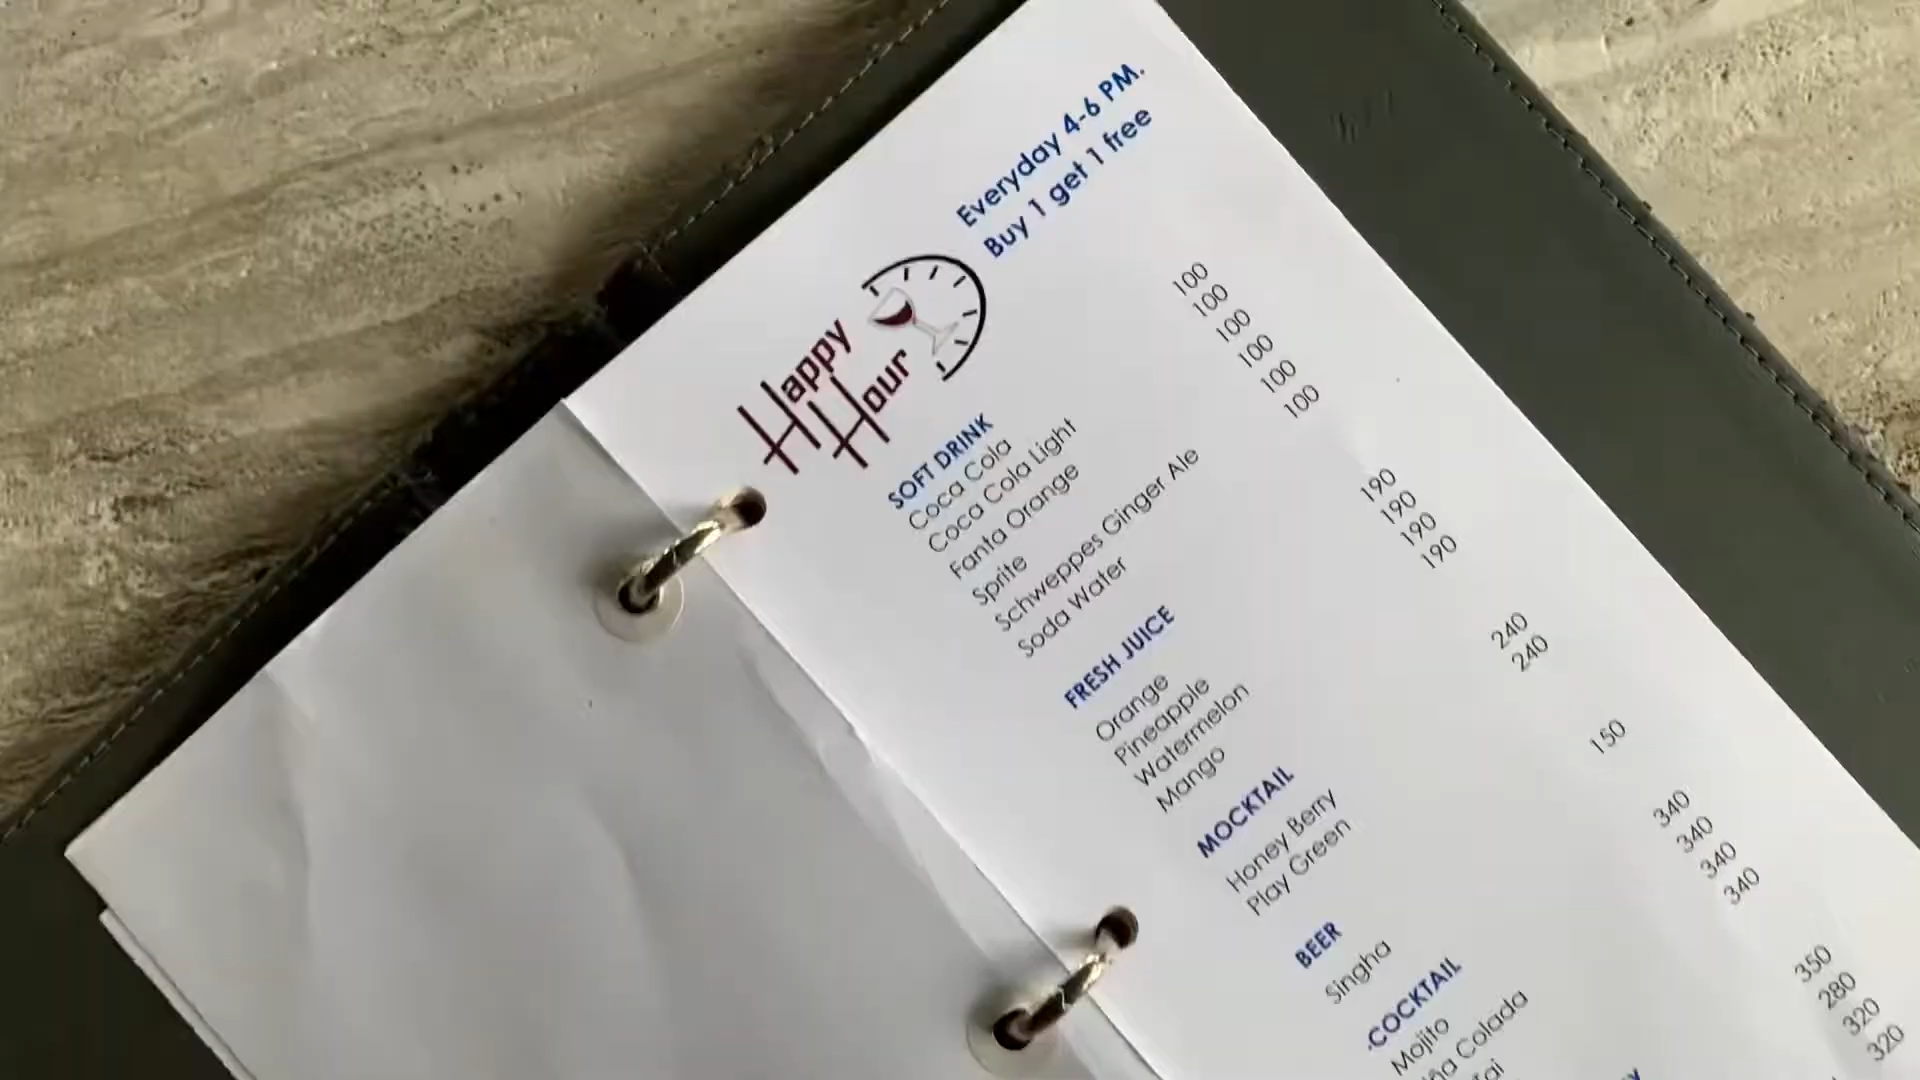 Everyday 4-6 PM.
Buy 1 get 1 free
Happy
Hour
SOFT DRINK
Coca Cola 100
Coca Cola Light 100
Fanta Orange 100
Sprite 100
Schweppes Ginger Ale 100
Soda Water 100
FRESH JUICE
Orange 190
Pineapple 190
Watermelon 190
Mango 190
MOCKTAIL
Honey Berry 240
Play Green 240
BEER
Singha 150
.COCKTAIL
Mojito 340
Colada 340
340
340
350
280
320
320